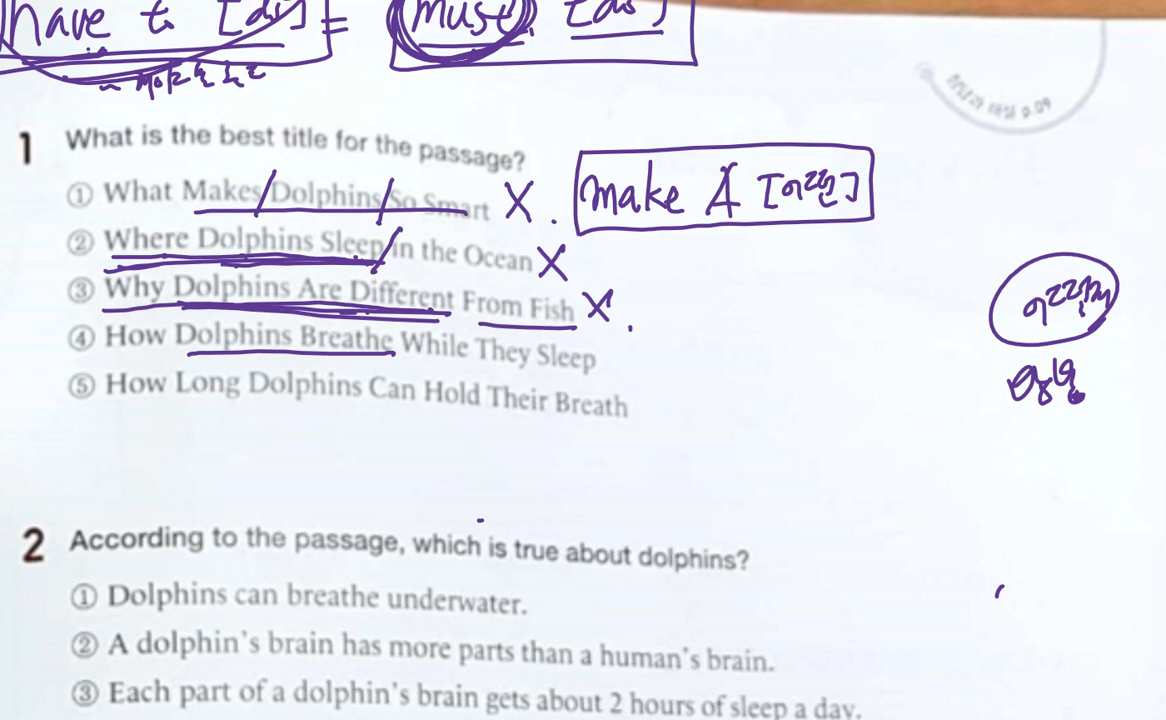 have to [do] = must [do]
1 What is the best title for the passage?
① What Makes/Dolphins/So Smart X. make A [어떤]
② Where Dolphins Sleep/in the Ocean X
③ Why Dolphins Are Different From Fish X.
④ How Dolphins Breathe While They Sleep
⑤ How Long Dolphins Can Hold Their Breath
2 According to the passage, which is true about dolphins?
① Dolphins can breathe underwater.
② A dolphin's brain has more parts than a human's brain.
③ Each part of a dolphin's brain gets about 2 hours of sleep a day.